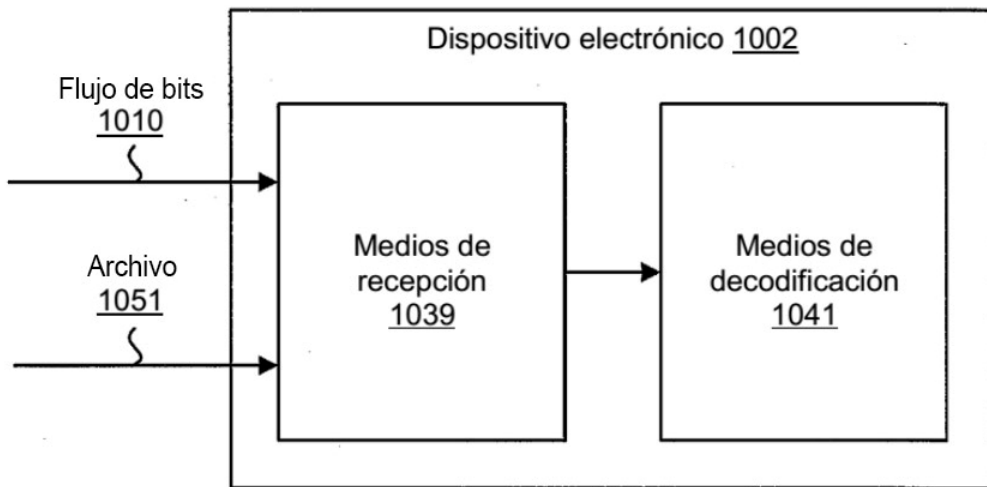 Dispositivo electrónico 1002
Flujo de bits
1010
Archivo
1051
Medios de
recepción
1039
Medios de
decodificación
1041